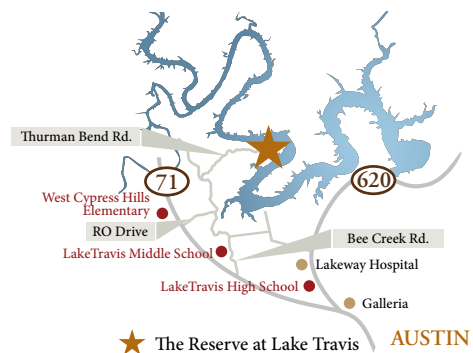 Thurman Bend Rd.
71
620
West Cypress Hills
Elementary
RO Drive
Bee Creek Rd.
LakeTravis Middle School
Lakeway Hospital
LakeTravis High School
Galleria
The Reserve at Lake Travis
AUSTIN